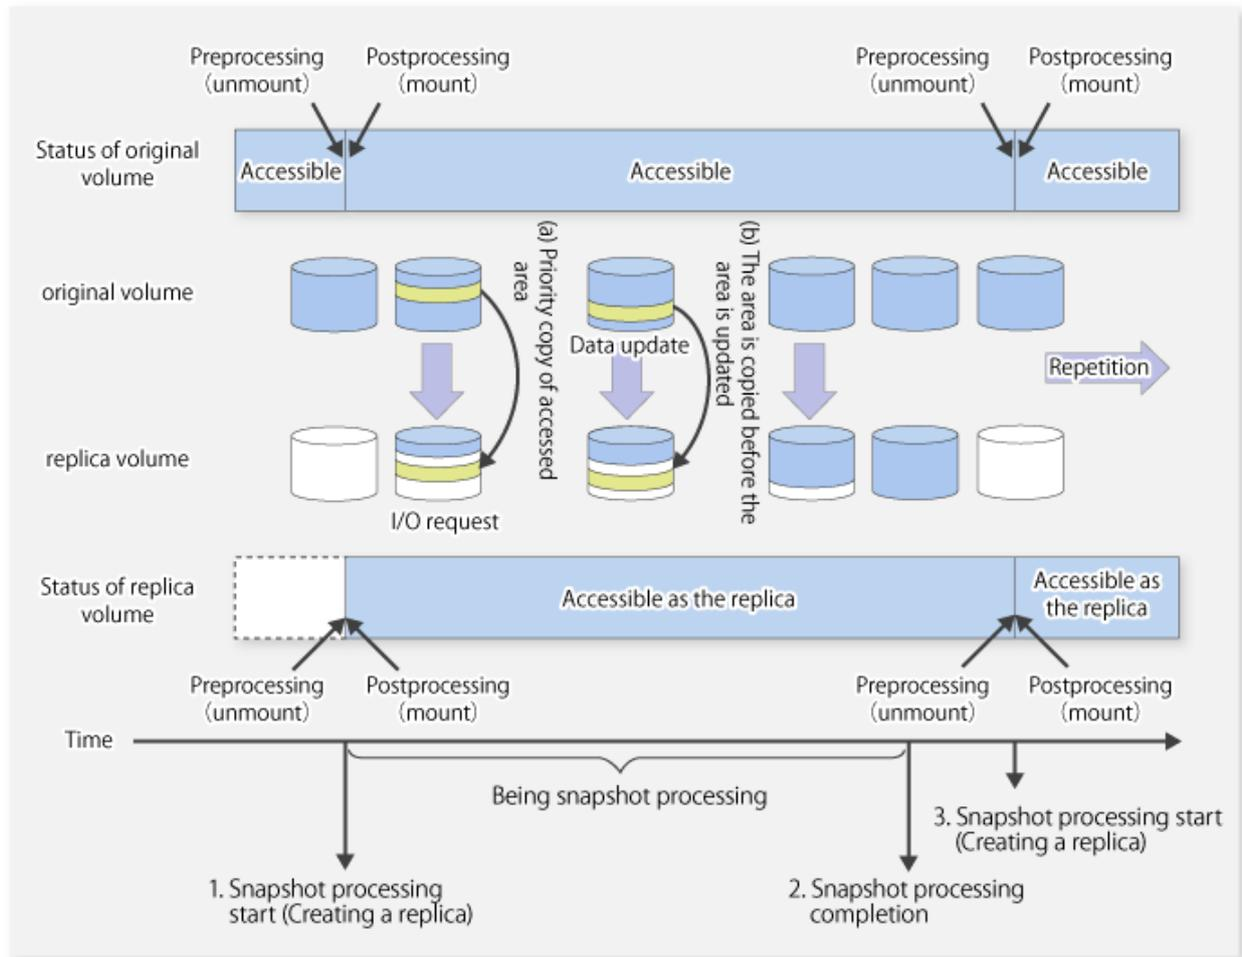 Preprocessing
(unmount)
Postprocessing
(mount)
Preprocessing
(unmount)
Postprocessing
(mount)
Status of original
volume
Accessible
Accessible
Accessible
original volume
(a) Priority copy of accessed
area
Data update
(b) The area is copied before the
area is updated
Repetition
replica volume
I/O request
Status of replica
volume
Accessible as the replica
Accessible as
the replica
Preprocessing
(unmount)
Postprocessing
(mount)
Preprocessing
(unmount)
Postprocessing
(mount)
Time
Being snapshot processing
3. Snapshot processing start
(Creating a replica)
1. Snapshot processing
start (Creating a replica)
2. Snapshot processing
completion